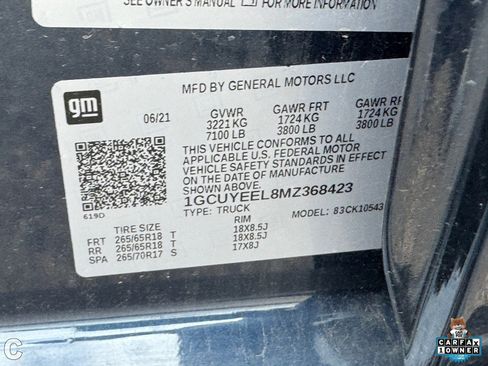 SEE OWNER'S MANUAL FOR MORE INFORMATION
gm
MFD BY GENERAL MOTORS LLC
06/21 GVWR GAWR FRT GAWR RR
3221 KG 1724 KG 1724 KG
7100 LB 3800 LB 3800 LB
THIS VEHICLE CONFORMS TO ALL
APPLICABLE U.S. FEDERAL MOTOR
VEHICLE SAFETY STANDARDS IN EFFECT
ON THE DATE OF MANUFACTURE SHOWN ABOVE.
1GCUYEEL8MZ368423
619D
TYPE: TRUCK MODEL: 83CK10543
TIRE SIZE RIM
FRT 265/65R18 T 18X8.5J
RR 265/65R18 T 18X8.5J
SPA 265/70R17 S 17X8J
C
CARFAX
1 OWNER